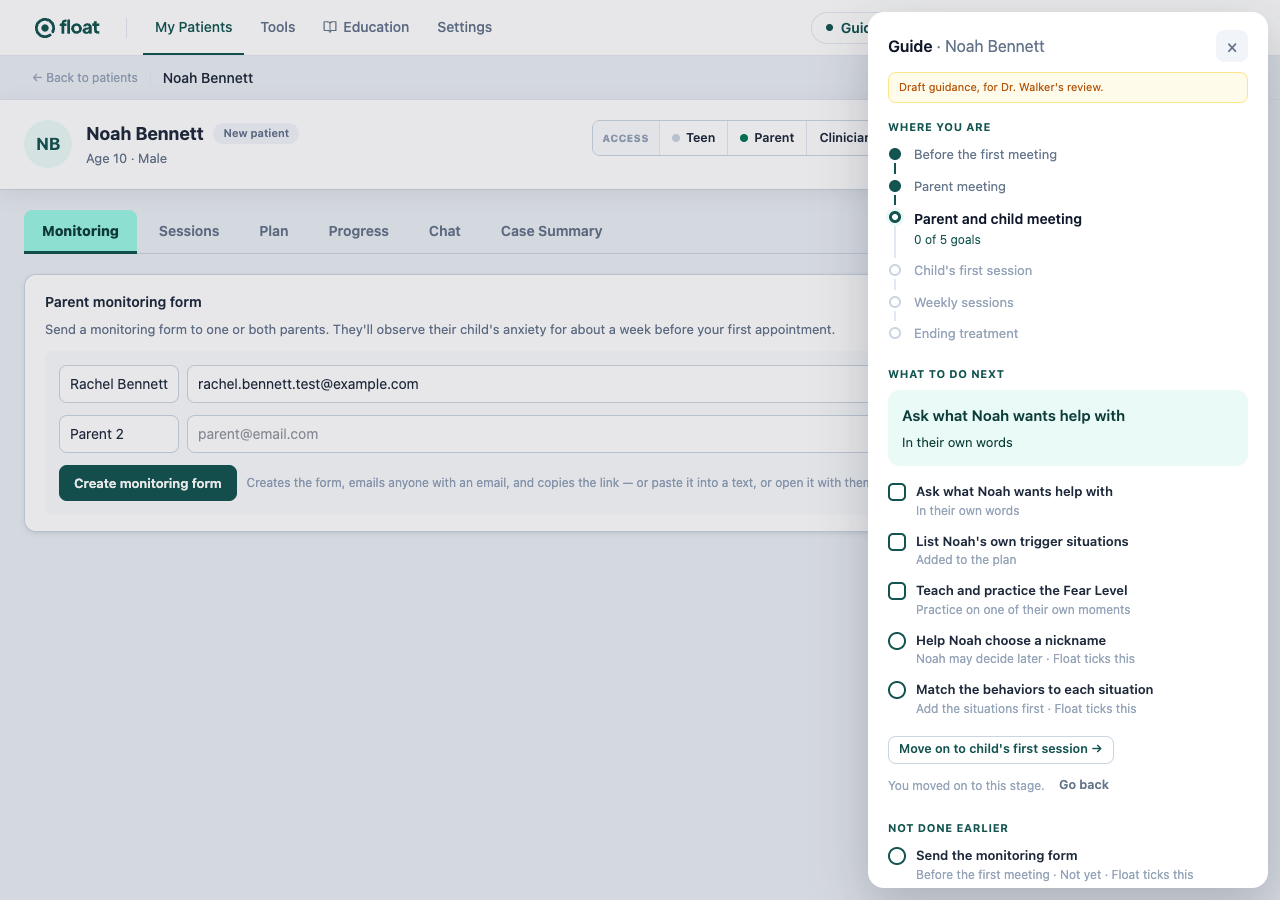 float
My Patients
Tools
Education
Settings
← Back to patients
Noah Bennett
NB
Noah Bennett
New patient
Age 10 · Male
ACCESS
Teen
Parent
Monitoring
Sessions
Plan
Progress
Chat
Case Summary
Parent monitoring form
Send a monitoring form to one or both parents. They'll observe their child's anxiety for about a week before your first appointment.
Rachel Bennett
rachel.bennett.test@example.com
Parent 2
parent@email.com
Create monitoring form
Creates the form, emails anyone with an email, and copies the link — or paste it into a text, or open it with
Guide · Noah Bennett
×
Draft guidance, for Dr. Walker's review.
WHERE YOU ARE
Before the first meeting
Parent meeting
Parent and child meeting
0 of 5 goals
Child's first session
Weekly sessions
Ending treatment
WHAT TO DO NEXT
Ask what Noah wants help with
In their own words
Ask what Noah wants help with
In their own words
List Noah's own trigger situations
Added to the plan
Teach and practice the Fear Level
Practice on one of their own moments
Help Noah choose a nickname
Noah may decide later · Float ticks this
Match the behaviors to each situation
Add the situations first · Float ticks this
Move on to child's first session →
You moved on to this stage. Go back
NOT DONE EARLIER
Send the monitoring form
Before the first meeting · Not yet · Float ticks this